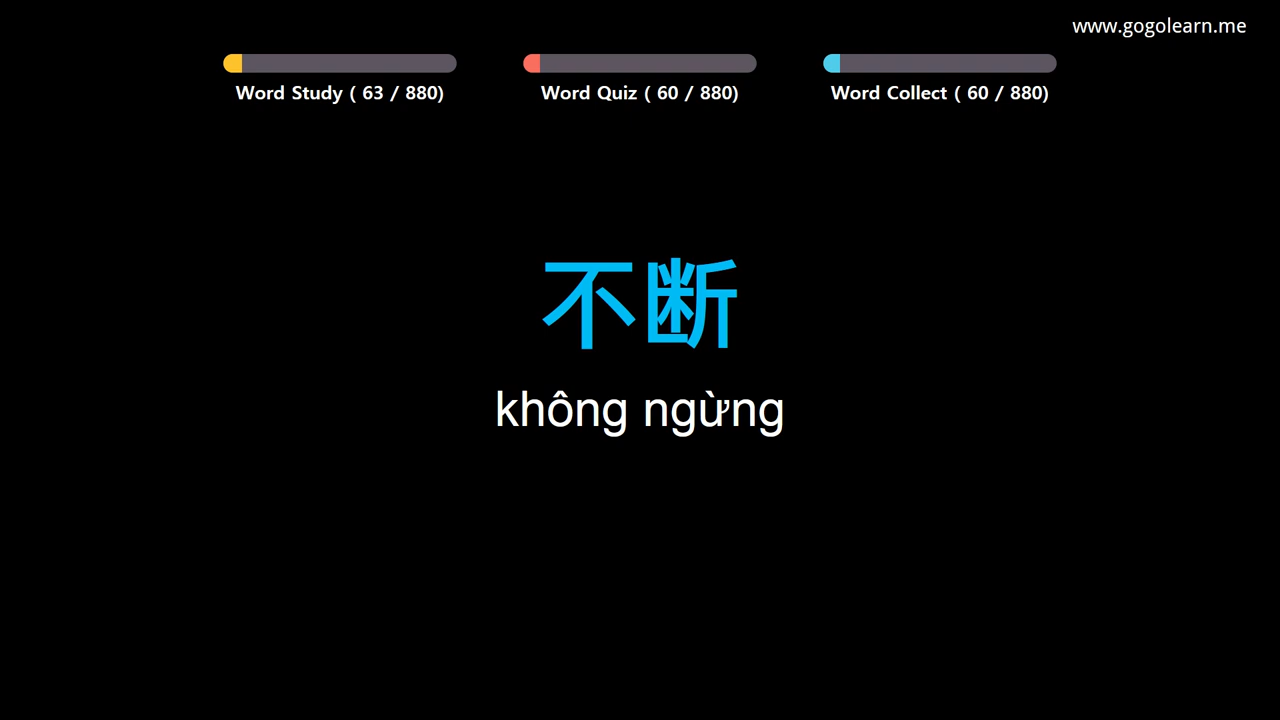 www.gogolearn.me
Word Study ( 63 / 880)
Word Quiz ( 60 / 880)
Word Collect ( 60 / 880)
不断
không ngừng